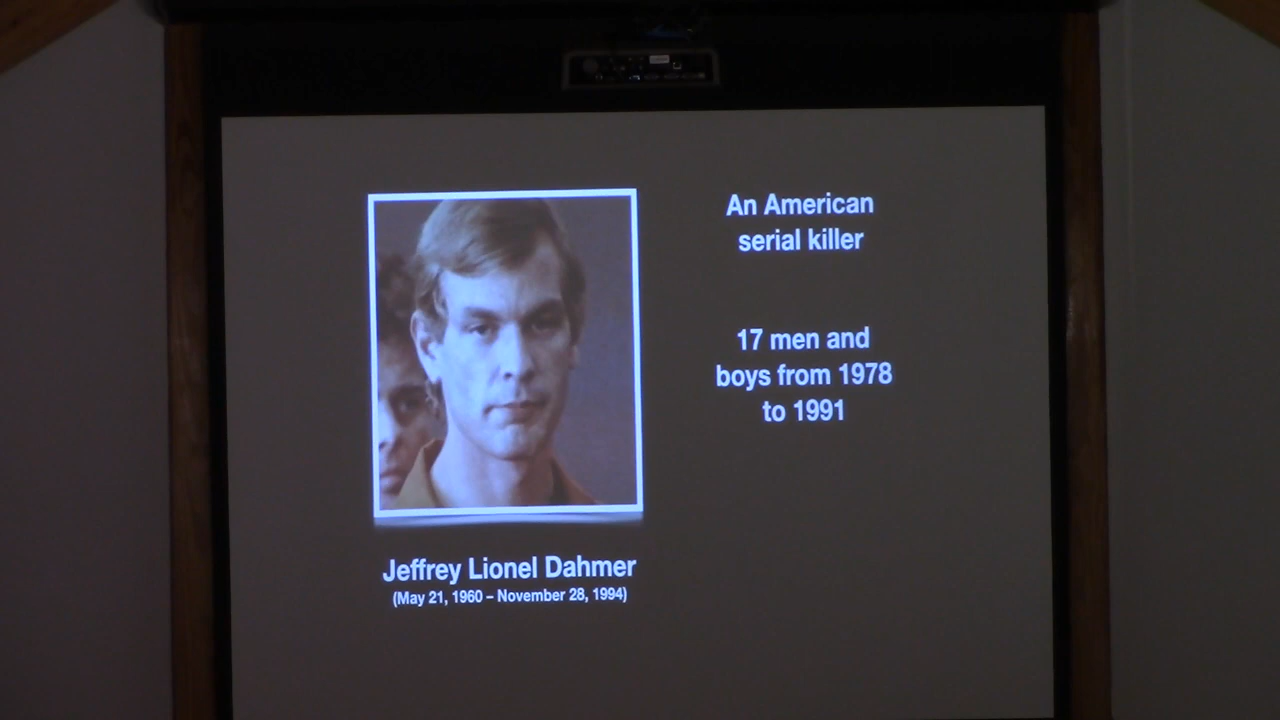 An American
serial killer
17 men and
boys from 1978
to 1991
Jeffrey Lionel Dahmer
(May 21, 1960 – November 28, 1994)